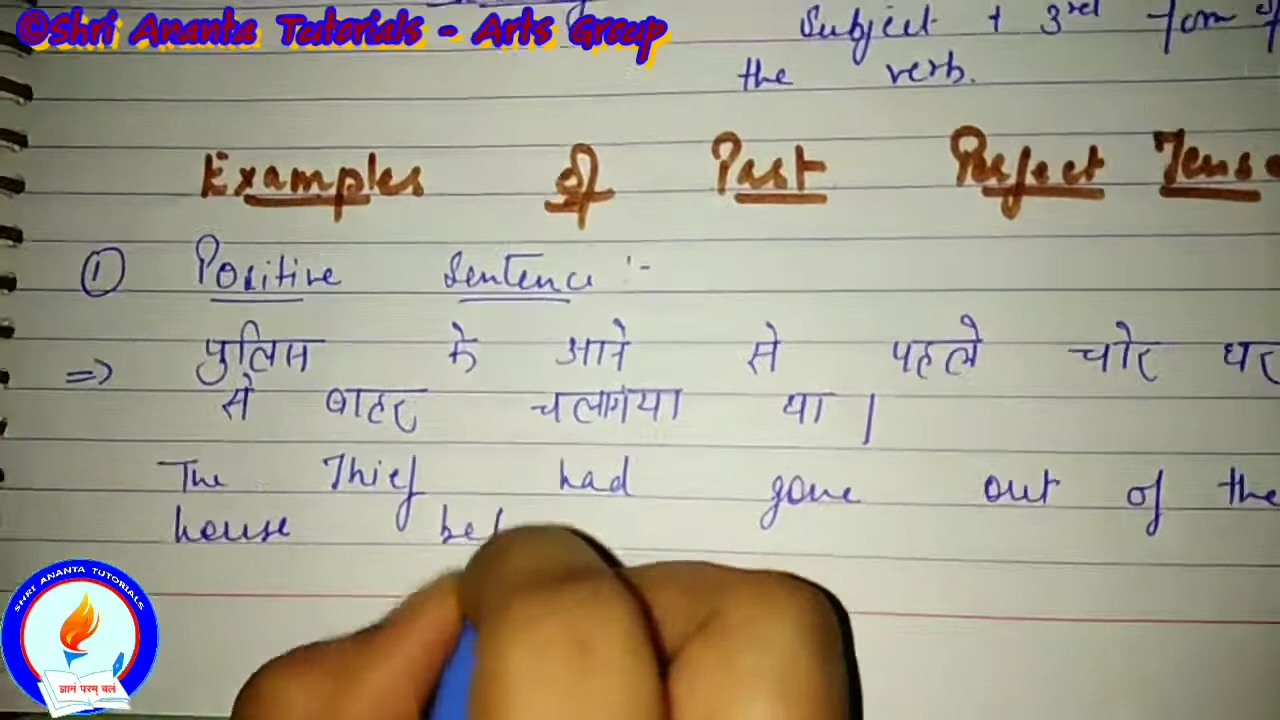 ©Shri Ananta Tutorials - Arts Group
Subject + 3rd form of
the verb.
Examples of Past Perfect Tense
① Positive Sentence :-
=> पुलिस के आने से पहले चोर घर
से बाहर चलागया था |
The Thief had gone out of the
house bef
SHRI ANANTA TUTORIALS
ज्ञानं परमं बलं